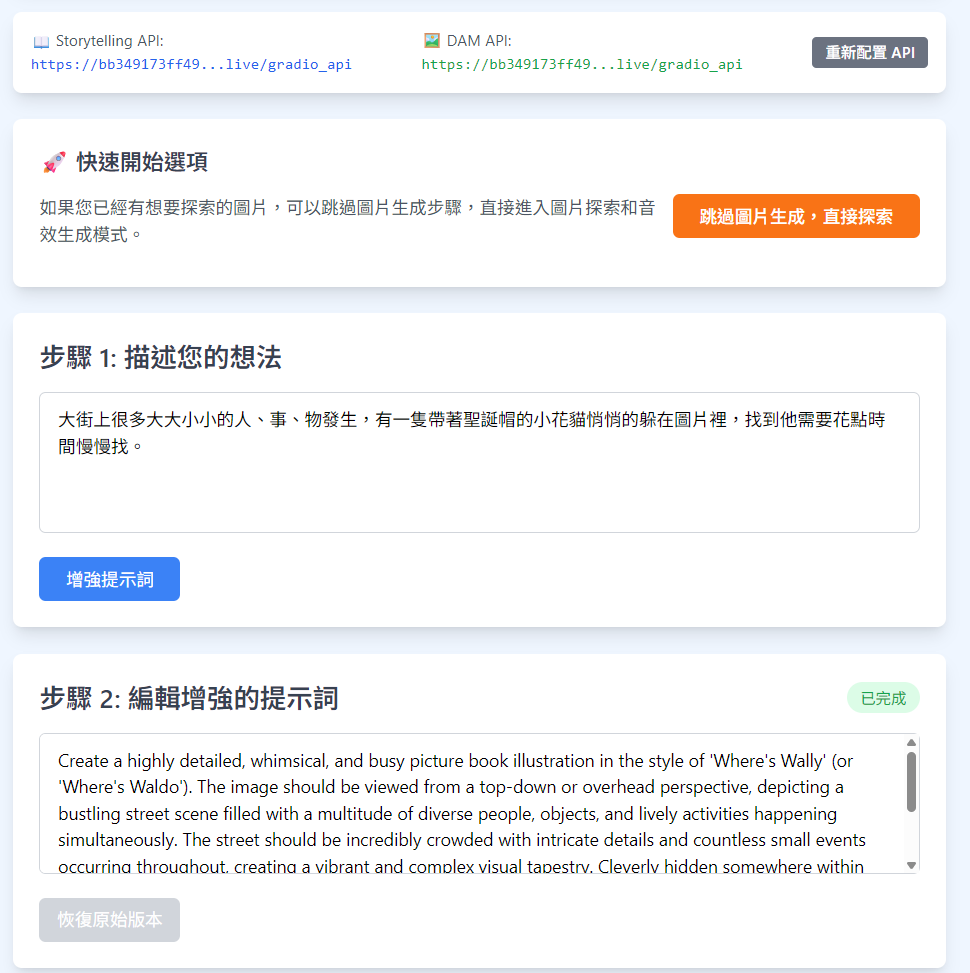 📖 Storytelling API:
https://bb349173ff49...live/gradio_api
🖼️ DAM API:
https://bb349173ff49...live/gradio_api
重新配置 API
🚀 快速開始選項
如果您已經有想要探索的圖片，可以跳過圖片生成步驟，直接進入圖片探索和音
效生成模式。
跳過圖片生成，直接探索
步驟 1: 描述您的想法
大街上很多大大小小的人、事、物發生，有一隻帶著聖誕帽的小花貓悄悄的躲在圖片裡，找到他需要花點時
間慢慢找。
增強提示詞
步驟 2: 編輯增強的提示詞
已完成
Create a highly detailed, whimsical, and busy picture book illustration in the style of 'Where's Wally' (or
'Where's Waldo'). The image should be viewed from a top-down or overhead perspective, depicting a
bustling street scene filled with a multitude of diverse people, objects, and lively activities happening
simultaneously. The street should be incredibly crowded with intricate details and countless small events
occurring throughout, creating a vibrant and complex visual tapestry. Cleverly hidden somewhere within
恢復原始版本